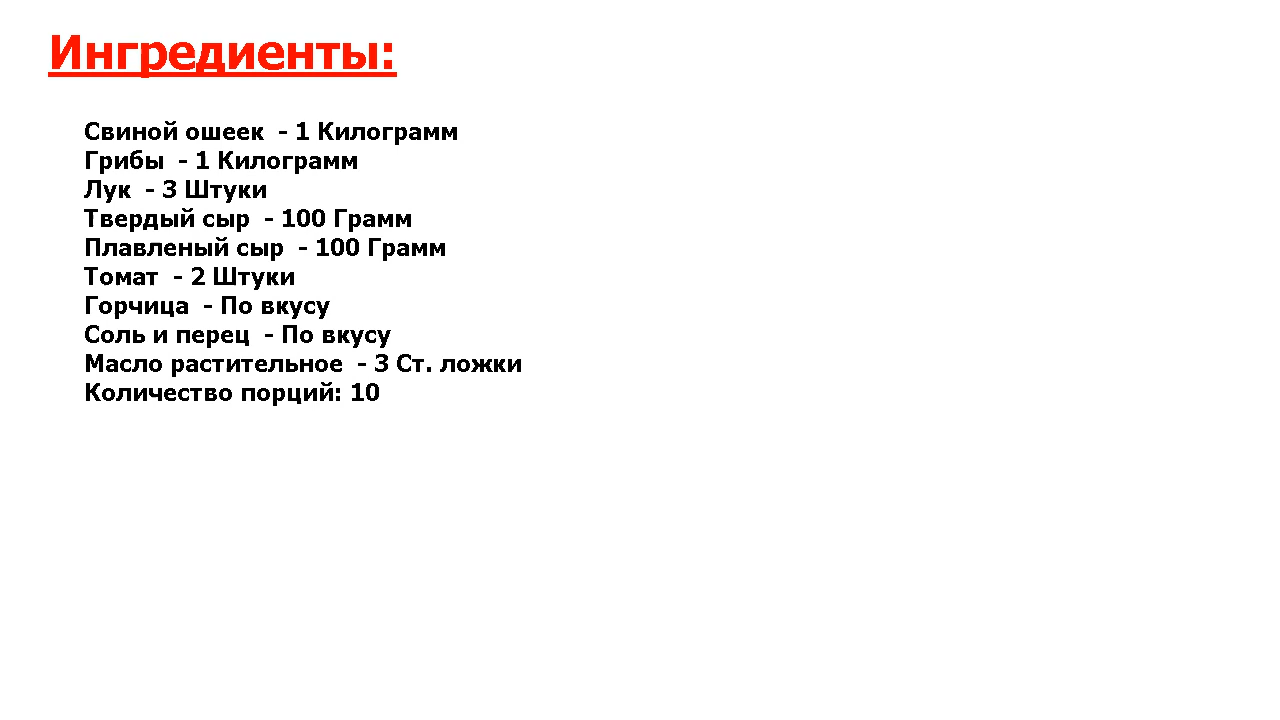 Ингредиенты:
Свиной ошеек  - 1 Килограмм
Грибы  - 1 Килограмм
Лук  - 3 Штуки
Твердый сыр  - 100 Грамм
Плавленый сыр  - 100 Грамм
Томат  - 2 Штуки
Горчица  - По вкусу
Соль и перец  - По вкусу
Масло растительное  - 3 Ст. ложки
Количество порций: 10